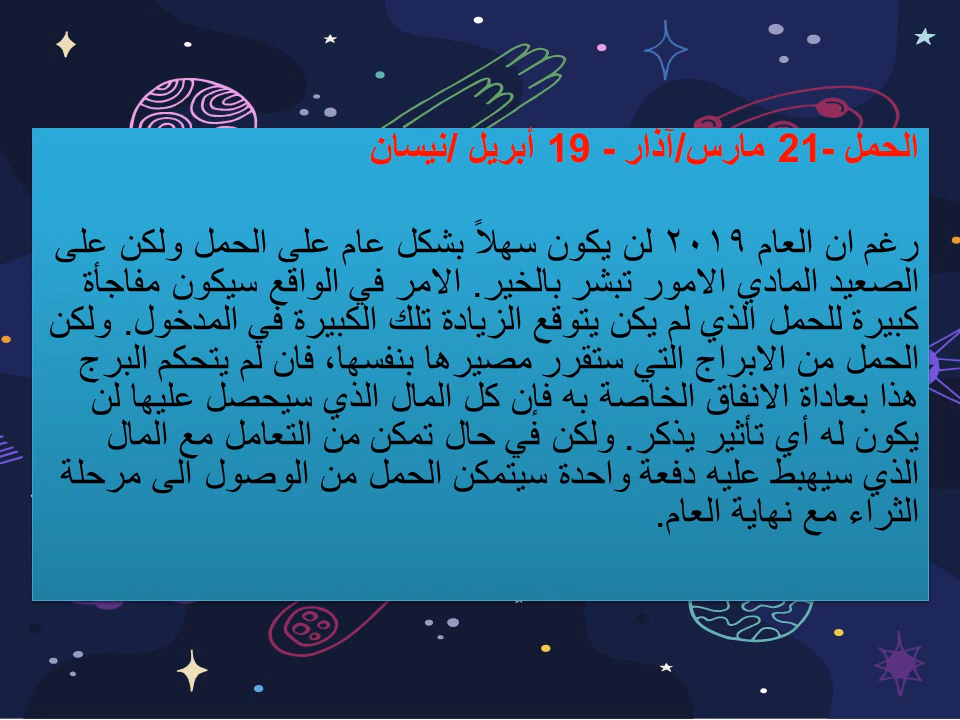 الحمل -21 مارس/آذار - 19 أبريل /نيسان
رغم ان العام ٢٠١٩ لن يكون سهلاً بشكل عام على الحمل ولكن على
الصعيد المادي الامور تبشر بالخير. الامر في الواقع سيكون مفاجأة
كبيرة للحمل الذي لم يكن يتوقع الزيادة تلك الكبيرة في المدخول. ولكن
الحمل من الابراج التي ستقرر مصيرها بنفسها، فان لم يتحكم البرج
هذا بعاداة الانفاق الخاصة به فإن كل المال الذي سيحصل عليها لن
يكون له أي تأثير يذكر. ولكن في حال تمكن من التعامل مع المال
الذي سيهبط عليه دفعة واحدة سيتمكن الحمل من الوصول الى مرحلة
الثراء مع نهاية العام.